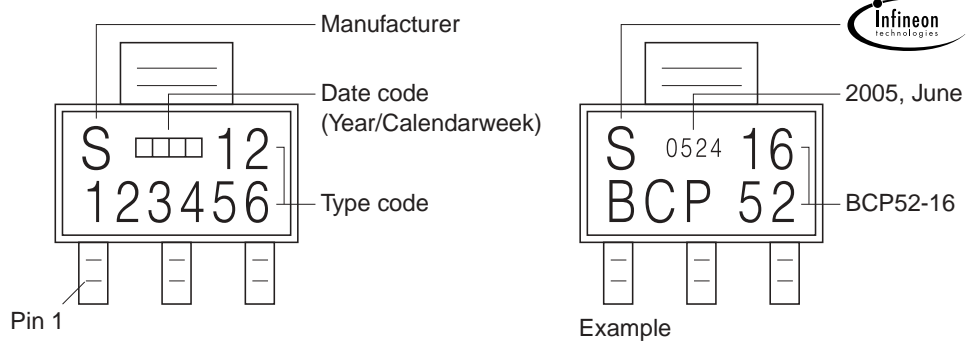 Manufacturer
Date code
(Year/Calendarweek)
Type code
S 12
123456
Pin 1
Infineon
technologies
2005, June
BCP52-16
S 0524 16
BCP 52
Example